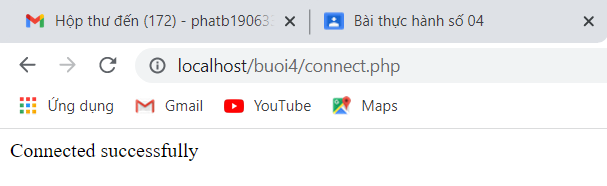 Hộp thư đến (172) - phatb19063
Bài thực hành số 04
localhost/buoi4/connect.php
Ứng dụng Gmail YouTube Maps
Connected successfully